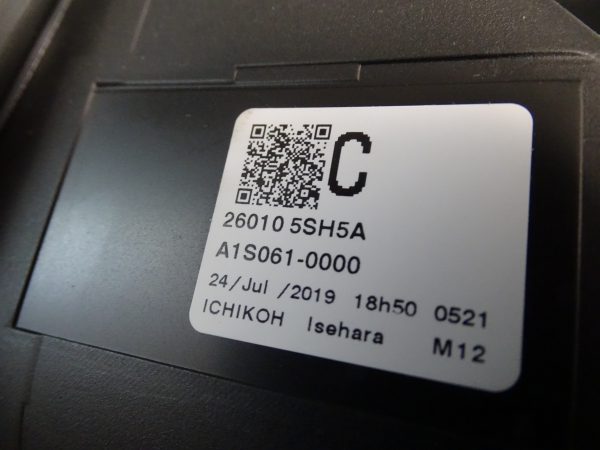 C
26010 5SH5A
A1S061-0000
24/Jul /2019 18h50 0521
ICHIKOH Isehara M12